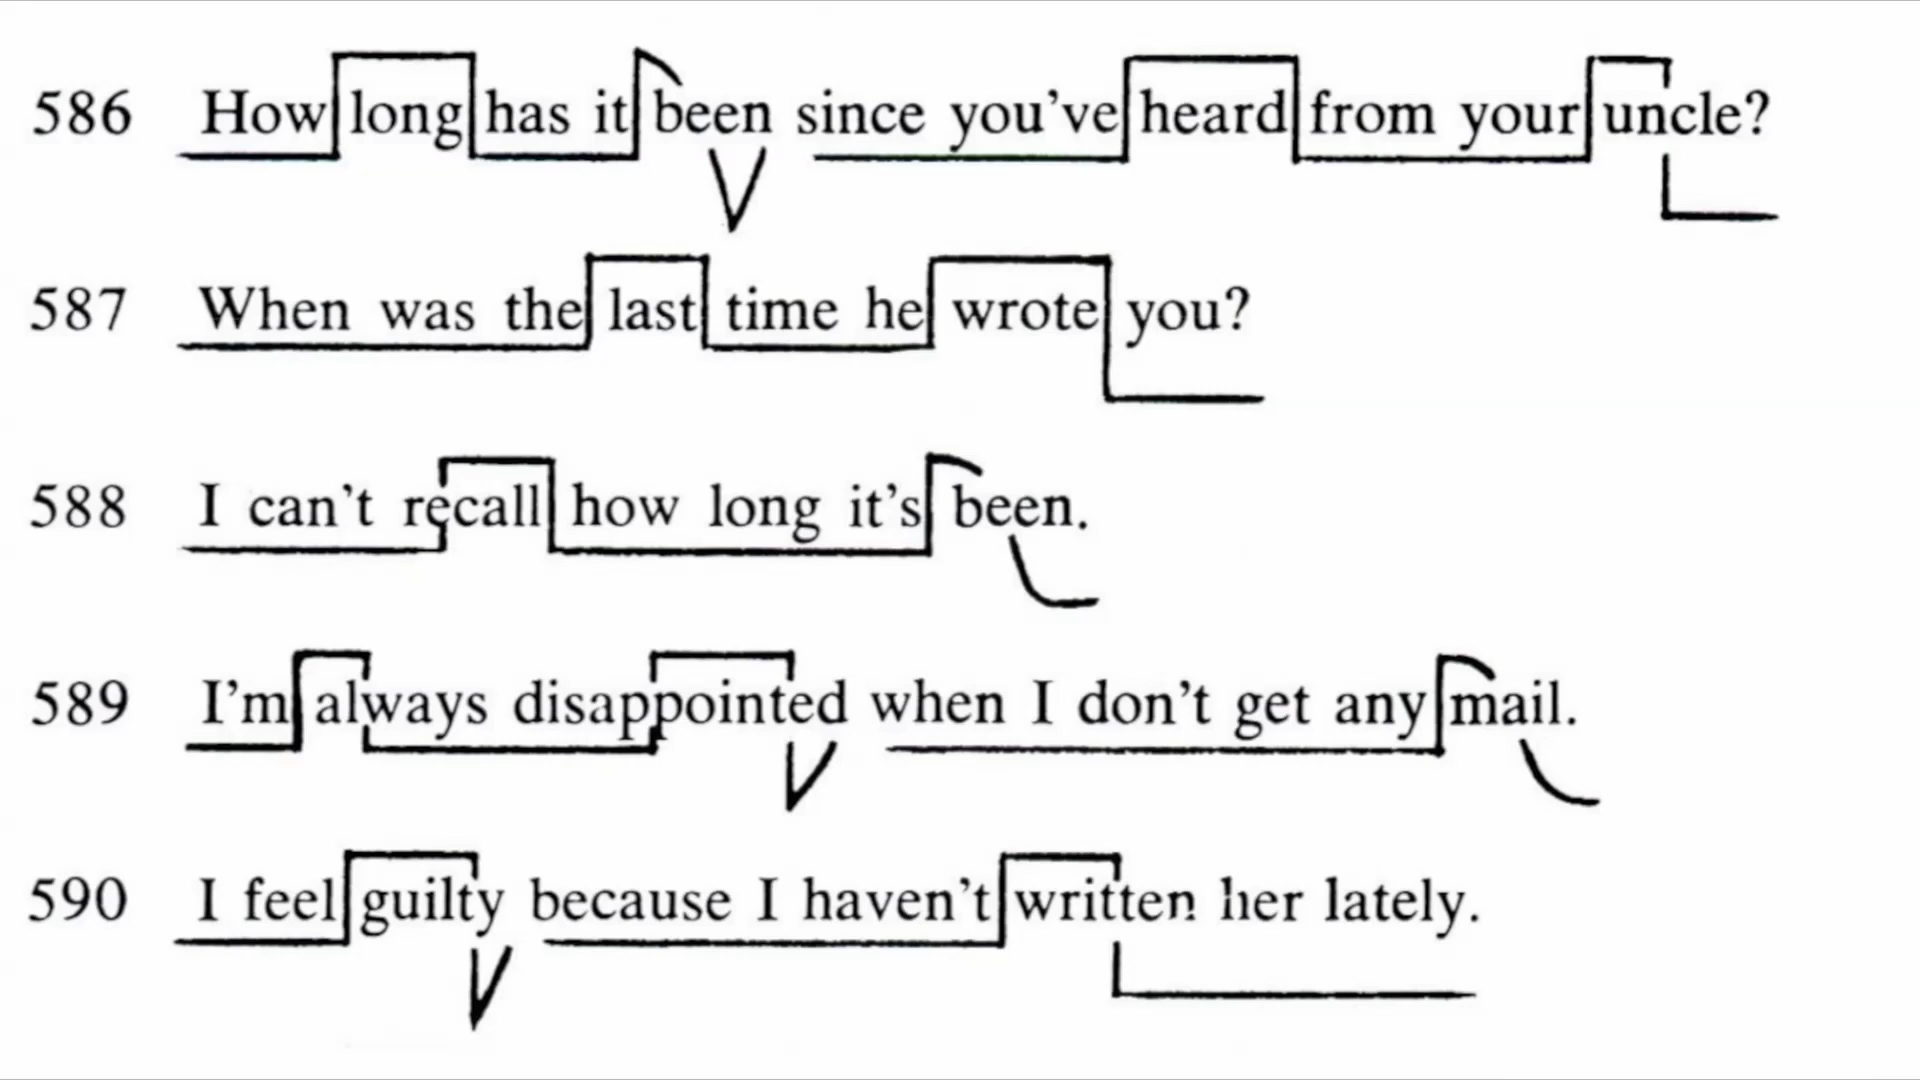 586 How long has it been since you've heard from your uncle?
587 When was the last time he wrote you?
588 I can't recall how long it's been.
589 I'm always disappointed when I don't get any mail.
590 I feel guilty because I haven't written her lately.